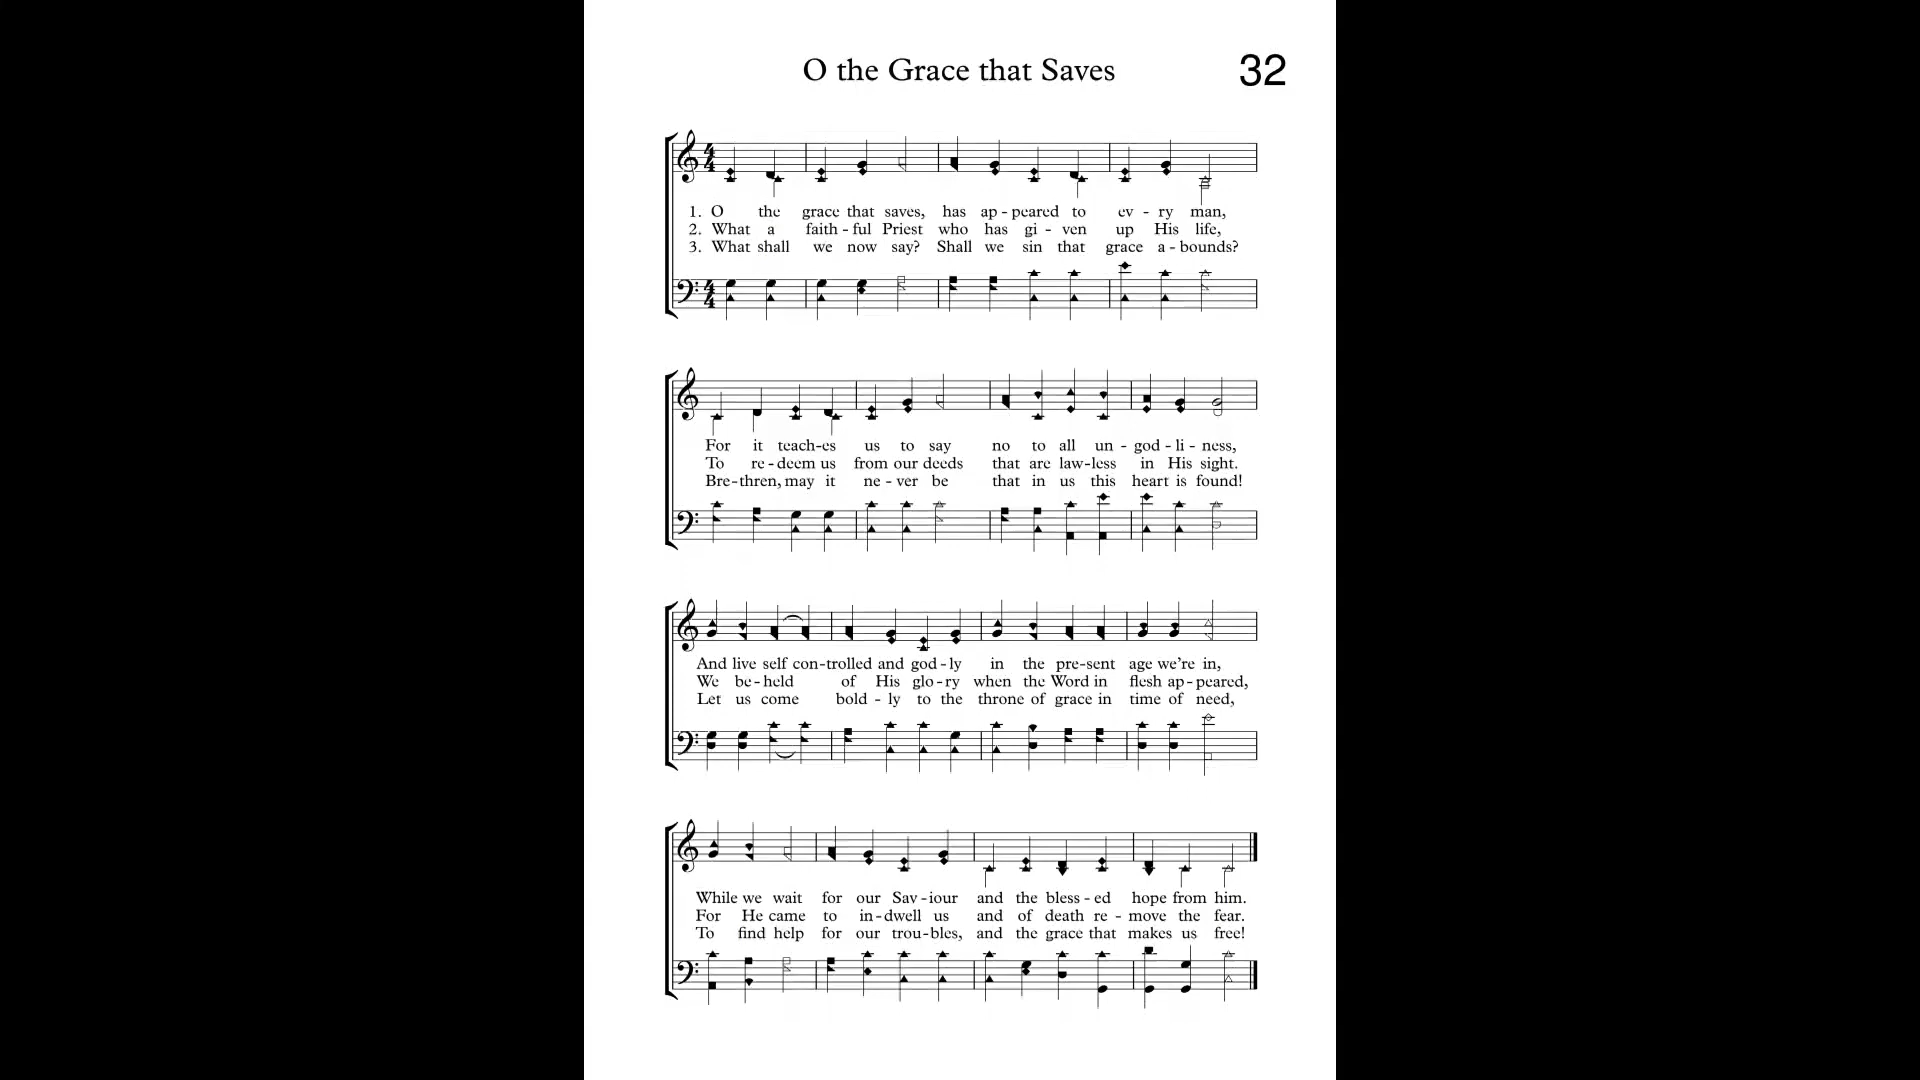 O the Grace that Saves 32
1. O the grace that saves, has ap - peared to ev - ry man,
2. What a faith - ful Priest who has gi - ven up His life,
3. What shall we now say? Shall we sin that grace a - bounds?
For it teach-es us to say no to all un - god - li - ness,
To re - deem us from our deeds that are law-less in His sight.
Bre-thren, may it ne - ver be that in us this heart is found!
And live self con-trolled and god - ly in the pre-sent age we're in,
We be-held of His glo - ry when the Word in flesh ap - peared,
Let us come bold - ly to the throne of grace in time of need,
While we wait for our Sav - iour and the bless - ed hope from him.
For He came to in-dwell us and of death re - move the fear.
To find help for our trou-bles, and the grace that makes us free!